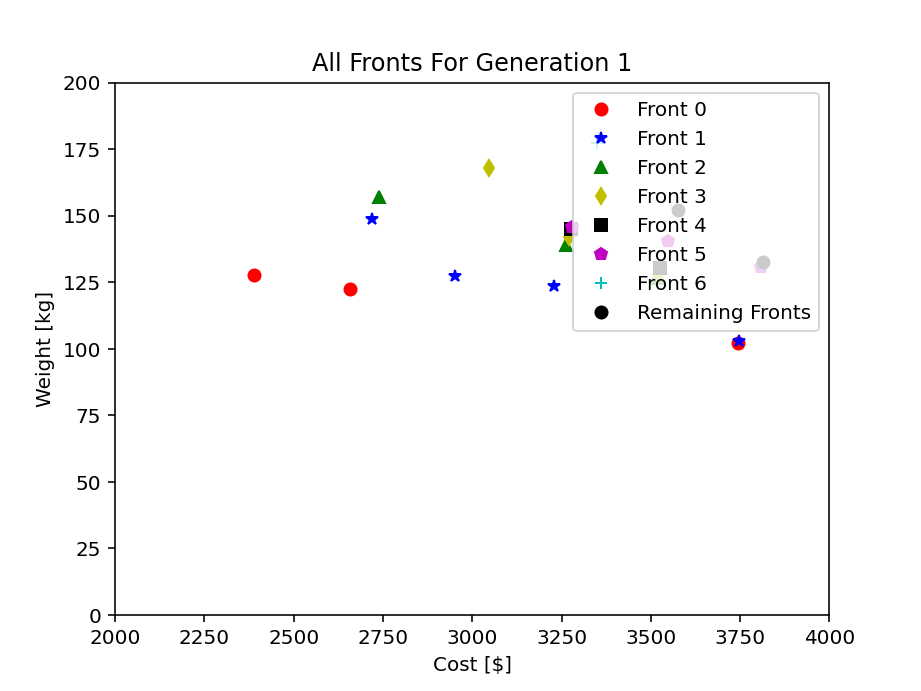 All Fronts For Generation 1
200
175
150
125
100
75
50
25
0
Weight [kg]
Front 0
Front 1
Front 2
Front 3
Front 4
Front 5
Front 6
Remaining Fronts
2000 2250 2500 2750 3000 3250 3500 3750 4000
Cost [$]